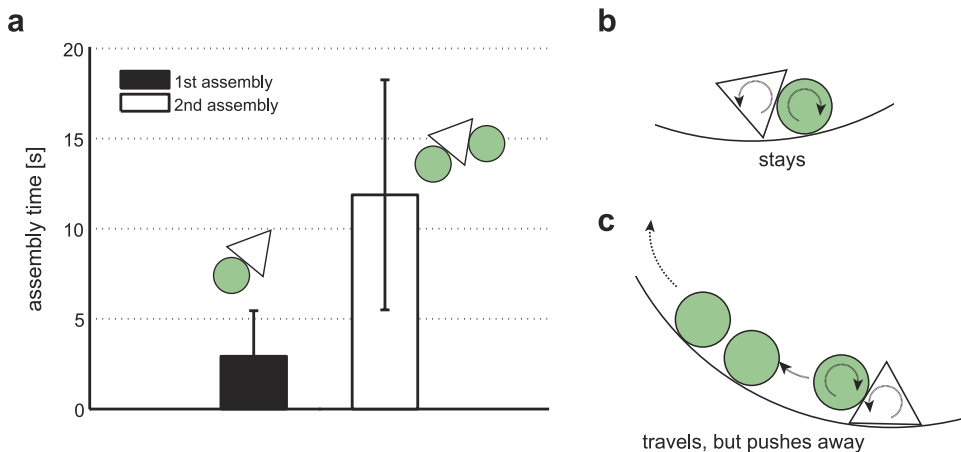 a
20
15
10
5
0
assembly time [s]
1st assembly
2nd assembly
b
stays
c
travels, but pushes away